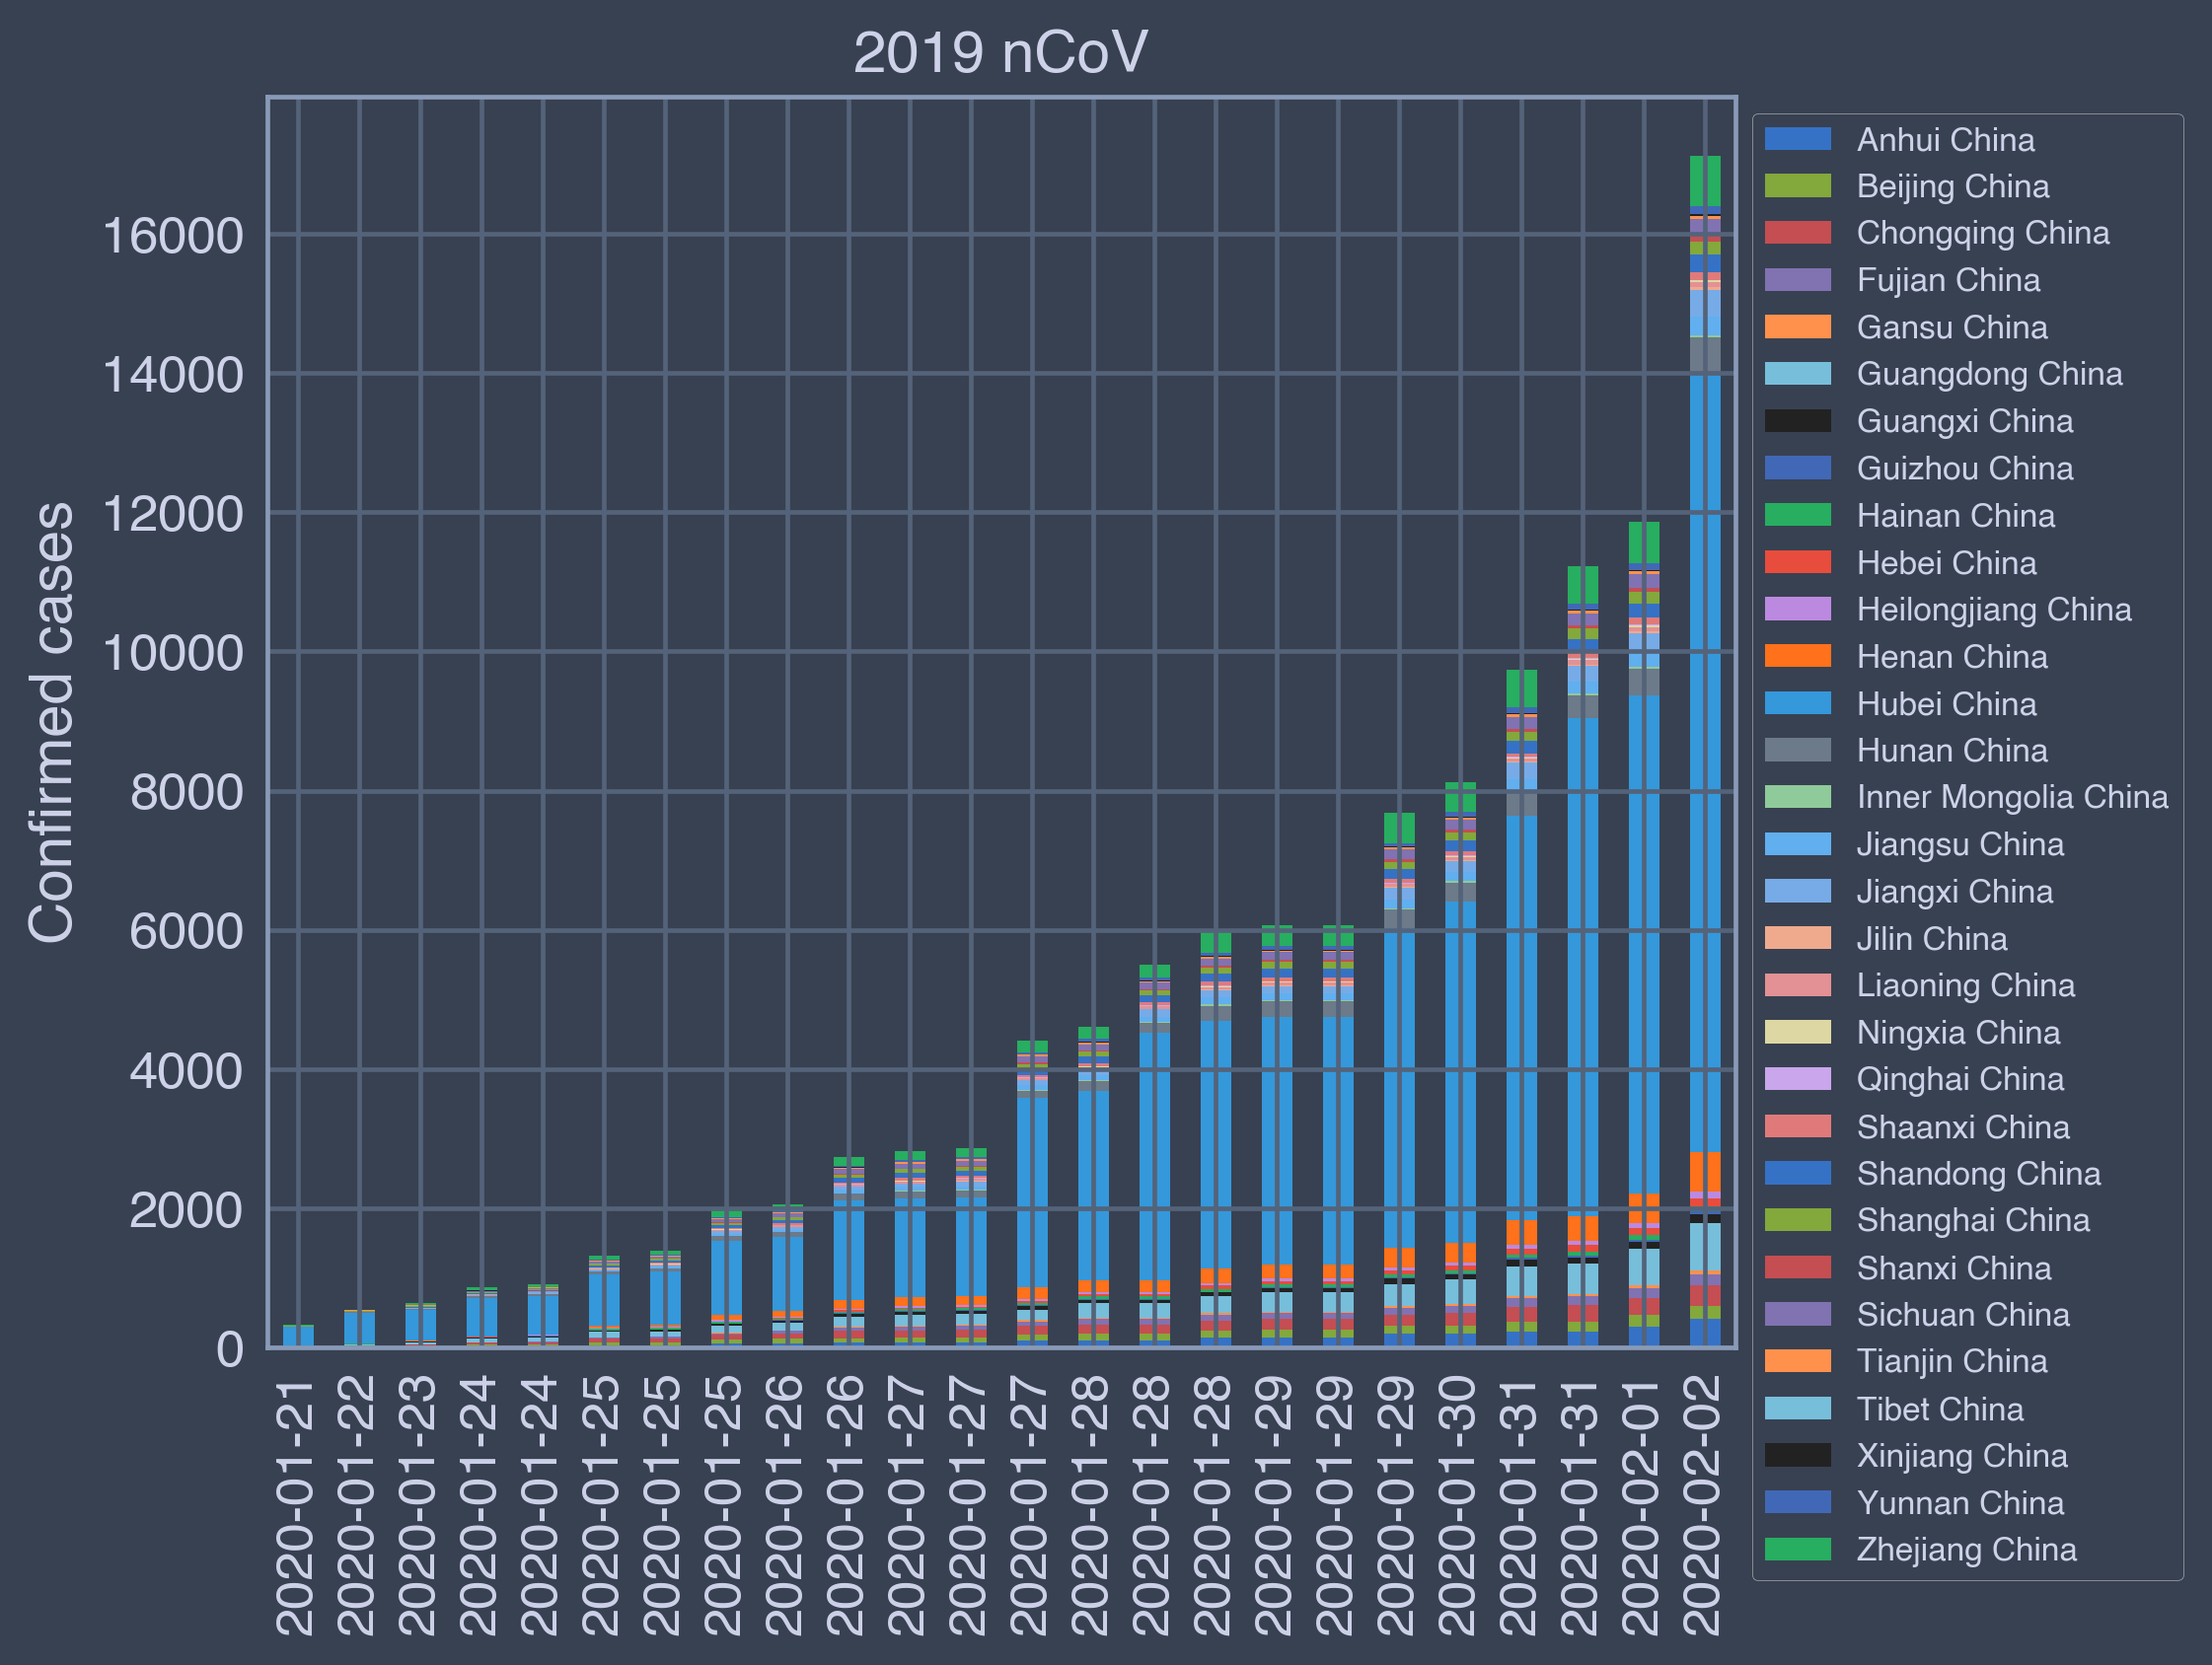 2019 nCoV
Confirmed cases
16000
14000
12000
10000
8000
6000
4000
2000
0
2020-01-21
2020-01-22
2020-01-23
2020-01-24
2020-01-24
2020-01-25
2020-01-25
2020-01-25
2020-01-26
2020-01-26
2020-01-27
2020-01-27
2020-01-27
2020-01-28
2020-01-28
2020-01-28
2020-01-29
2020-01-29
2020-01-29
2020-01-30
2020-01-31
2020-01-31
2020-02-01
2020-02-02
Anhui China
Beijing China
Chongqing China
Fujian China
Gansu China
Guangdong China
Guangxi China
Guizhou China
Hainan China
Hebei China
Heilongjiang China
Henan China
Hubei China
Hunan China
Inner Mongolia China
Jiangsu China
Jiangxi China
Jilin China
Liaoning China
Ningxia China
Qinghai China
Shaanxi China
Shandong China
Shanghai China
Shanxi China
Sichuan China
Tianjin China
Tibet China
Xinjiang China
Yunnan China
Zhejiang China